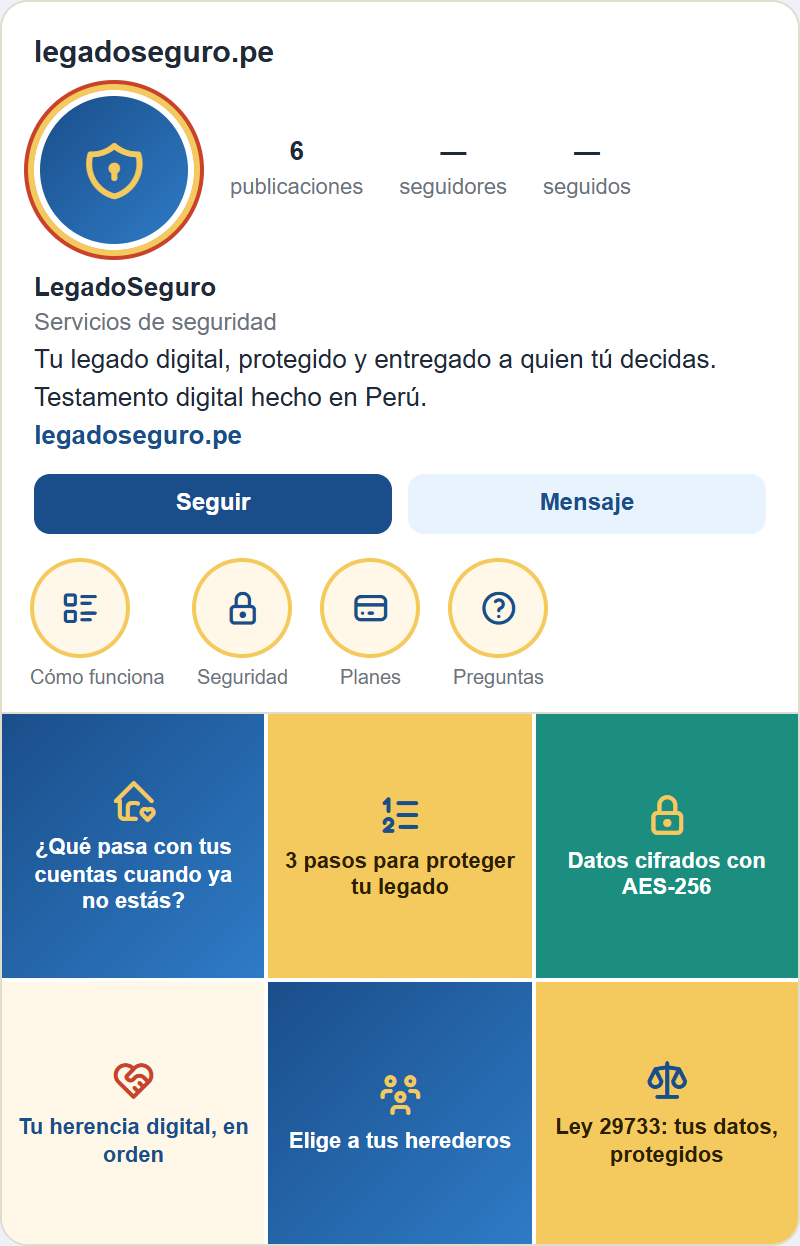 legadoseguro.pe
6 — —
publicaciones seguidores seguidos
LegadoSeguro
Servicios de seguridad
Tu legado digital, protegido y entregado a quien tú decidas.
Testamento digital hecho en Perú.
legadoseguro.pe
Seguir Mensaje
Cómo funciona Seguridad Planes Preguntas
¿Qué pasa con tus
cuentas cuando ya
no estás?
1
2
3 pasos para proteger
tu legado
Datos cifrados con
AES-256
Tu herencia digital, en
orden
Elige a tus herederos
Ley 29733: tus datos,
protegidos